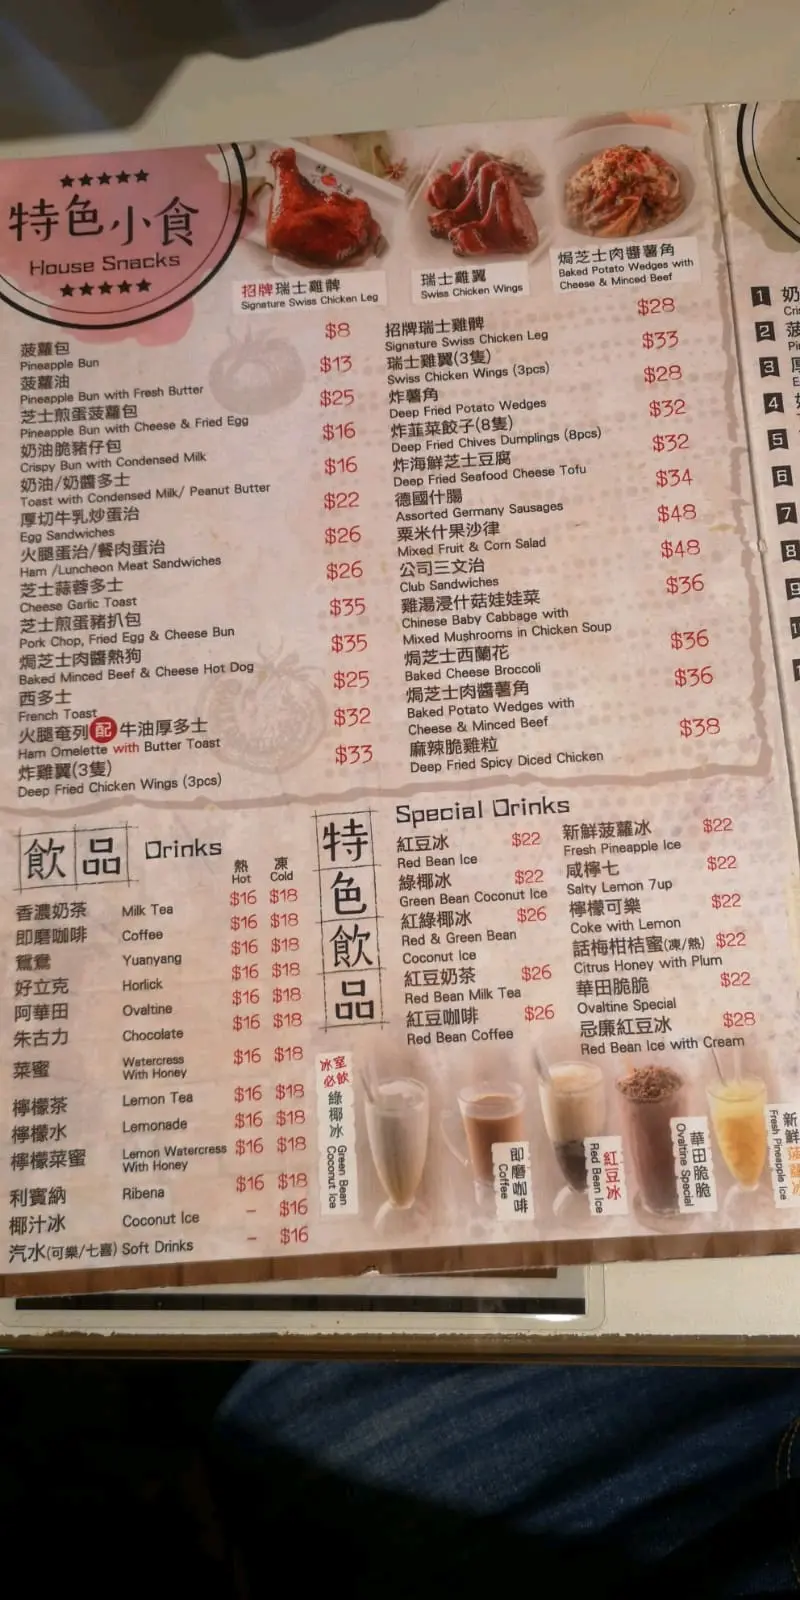 特色小食
House Snacks
招牌瑞士雞髀
Signature Swiss Chicken Leg
瑞士雞翼
Swiss Chicken Wings
焗芝士肉醬薯角
Baked Potato Wedges with
Cheese & Minced Beef
菠蘿包 $8
Pineapple Bun
菠蘿油 $13
Pineapple Bun with Fresh Butter
芝士煎蛋菠蘿包 $25
Pineapple Bun with Cheese & Fried Egg
奶油脆豬仔包 $16
Crispy Bun with Condensed Milk
奶油/奶醬多士 $16
Toast with Condensed Milk/ Peanut Butter
厚切牛乳炒蛋治 $22
Egg Sandwiches
火腿蛋治/餐肉蛋治 $26
Ham /Luncheon Meat Sandwiches
芝士蒜蓉多士 $26
Cheese Garlic Toast
芝士煎蛋豬扒包 $35
Pork Chop, Fried Egg & Cheese Bun
焗芝士肉醬熱狗 $35
Baked Minced Beef & Cheese Hot Dog
西多士 $25
French Toast
火腿奄列配牛油厚多士 $32
Ham Omelette with Butter Toast
炸雞翼(3隻) $33
Deep Fried Chicken Wings (3pcs)
招牌瑞士雞髀 $28
Signature Swiss Chicken Leg
瑞士雞翼(3隻) $33
Swiss Chicken Wings (3pcs)
炸薯角 $28
Deep Fried Potato Wedges
炸韮菜餃子(8隻) $32
Deep Fried Chives Dumplings (8pcs)
炸海鮮芝士豆腐 $32
Deep Fried Seafood Cheese Tofu
德國什腸 $34
Assorted Germany Sausages
粟米什果沙律 $48
Mixed Fruit & Corn Salad
公司三文治 $48
Club Sandwiches
雞湯浸什菇娃娃菜 $36
Chinese Baby Cabbage with
Mixed Mushrooms in Chicken Soup
焗芝士西蘭花 $36
Baked Cheese Broccoli
焗芝士肉醬薯角 $36
Baked Potato Wedges with
Cheese & Minced Beef
麻辣脆雞粒 $38
Deep Fried Spicy Diced Chicken
飲品 Drinks
熱 凍
Hot Cold
香濃奶茶 Milk Tea $16 $18
即磨咖啡 Coffee $16 $18
鴛鴦 Yuanyang $16 $18
好立克 Horlick $16 $18
阿華田 Ovaltine $16 $18
朱古力 Chocolate $16 $18
菜蜜 Watercress With Honey $16 $18
檸檬茶 Lemon Tea $16 $18
檸檬水 Lemonade $16 $18
檸檬菜蜜 Lemon Watercress With Honey $16 $18
利賓納 Ribena $16 $18
椰汁冰 Coconut Ice – $16
汽水(可樂/七喜) Soft Drinks – $16
特色飲品
Special Drinks
紅豆冰 $22
Red Bean Ice
綠椰冰 $22
Green Bean Coconut Ice
紅綠椰冰 $26
Red & Green Bean
Coconut Ice
紅豆奶茶 $26
Red Bean Milk Tea
紅豆咖啡 $26
Red Bean Coffee
新鮮菠蘿冰 $22
Fresh Pineapple Ice
咸檸七 $22
Salty Lemon 7up
檸檬可樂 $22
Coke with Lemon
話梅柑桔蜜(凍/熱) $22
Citrus Honey with Plum
華田脆脆 $22
Ovaltine Special
忌廉紅豆冰 $28
Red Bean Ice with Cream
冰室
必飲
綠椰冰
Green Bean
Coconut Ice
即磨咖啡
Coffee
紅豆冰
Red Bean Ice
華田脆脆
Ovaltine Special
新鮮菠蘿冰
Fresh Pineapple Ice
1 奶
2
3
4
5
6
7
8